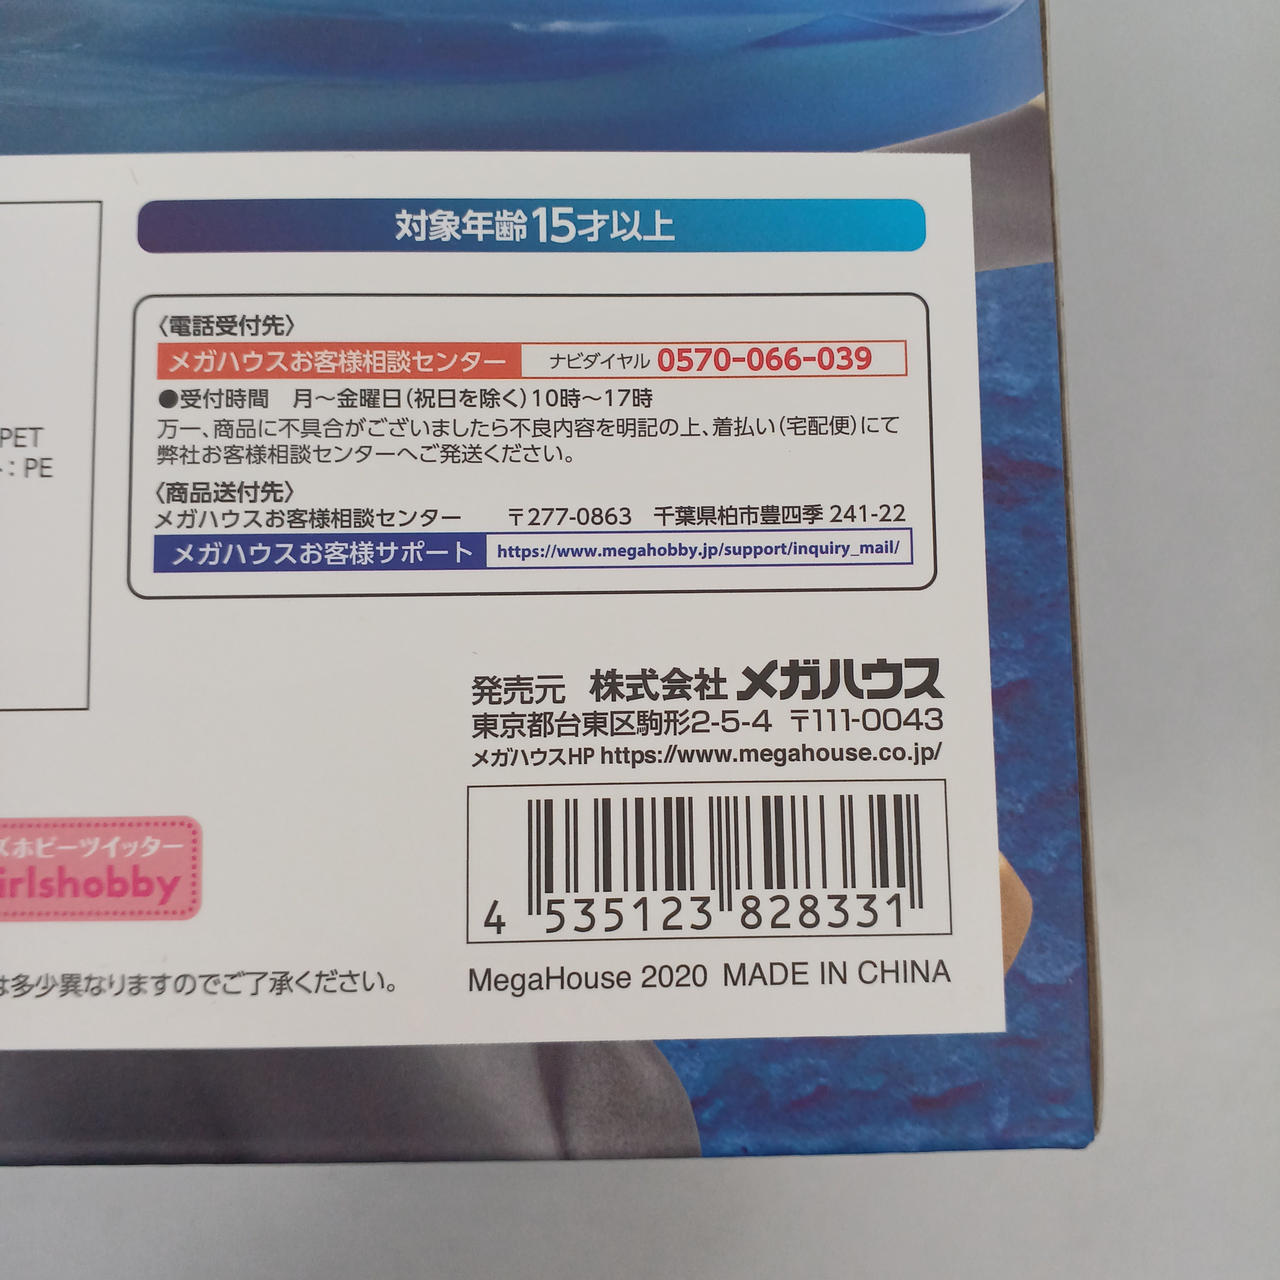 対象年齢15才以上
〈電話受付先〉
メガハウスお客様相談センター ナビダイヤル 0570-066-039
●受付時間 月〜金曜日(祝日を除く)10時〜17時
万一、商品に不具合がございましたら不良内容を明記の上、着払い(宅配便)にて
弊社お客様相談センターへご発送ください。
〈商品送付先〉
メガハウスお客様相談センター 〒277-0863 千葉県柏市豊四季 241-22
メガハウスお客様サポート https://www.megahobby.jp/support/inquiry_mail/
PET
: PE
発売元 株式会社 メガハウス
東京都台東区駒形2-5-4 〒111-0043
メガハウスHP https://www.megahouse.co.jp/
ズホビーツイッター
irlshobby
4 535123 828331
は多少異なりますのでご了承ください。
MegaHouse 2020 MADE IN CHINA